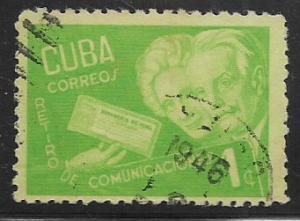 CUBA
CORREOS
RETIRO DE COMUNICACIO
1¢
1946